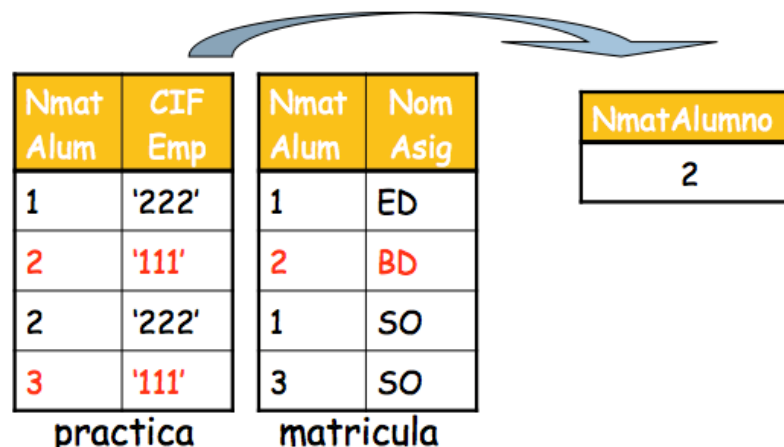 Nmat CIF
Alum Emp
1 ‘222’
2 ‘111’
2 ‘222’
3 ‘111’
practica
Nmat Nom
Alum Asig
1 ED
2 BD
1 SO
3 SO
matricula
NmatAlumno
2